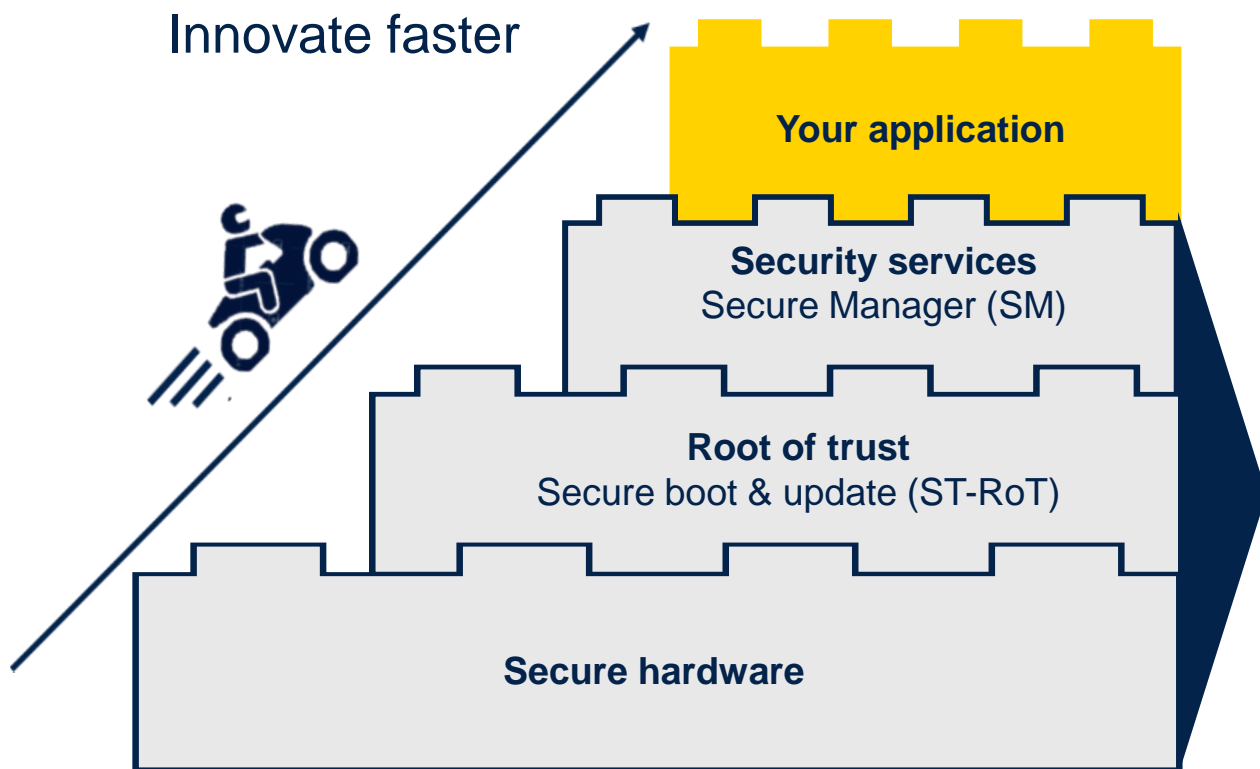 Innovate faster
Your application
Security services
Secure Manager (SM)
Root of trust
Secure boot & update (ST-RoT)
Secure hardware